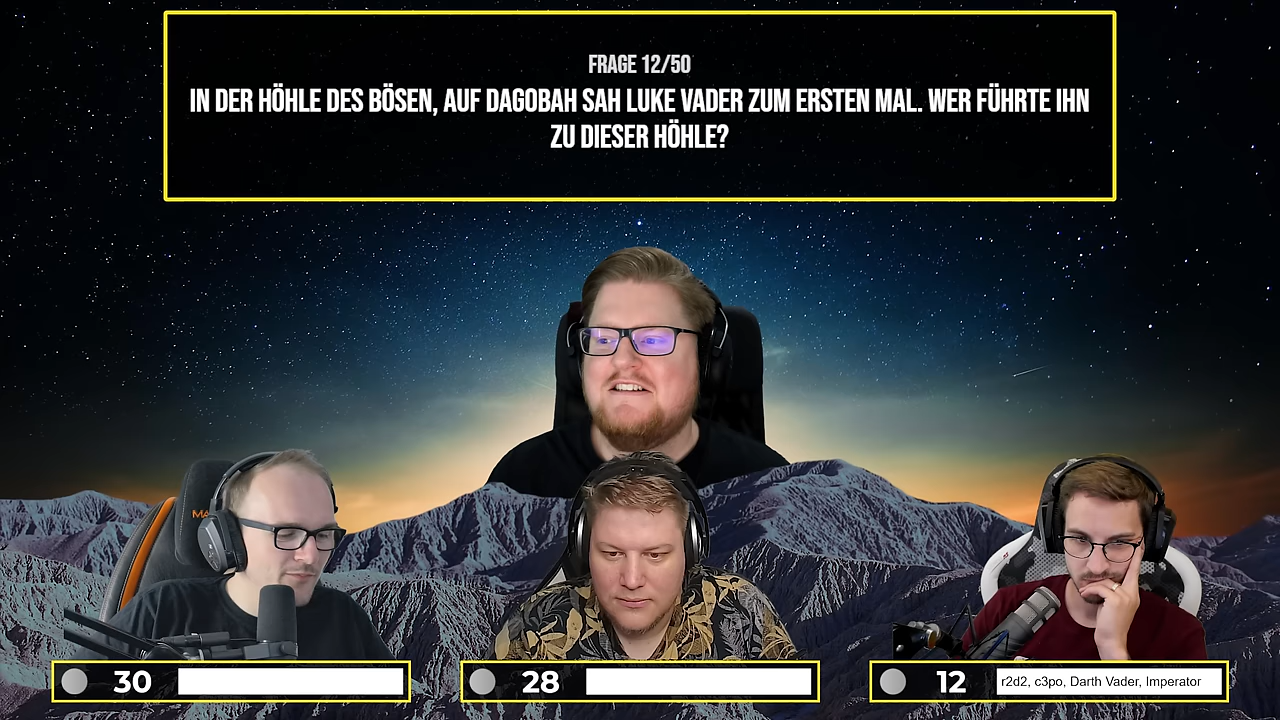 FRAGE 12/50
IN DER HÖHLE DES BÖSEN, AUF DAGOBAH SAH LUKE VADER ZUM ERSTEN MAL. WER FÜHRTE IHN
ZU DIESER HÖHLE?
30
28
12
r2d2, c3po, Darth Vader, Imperator